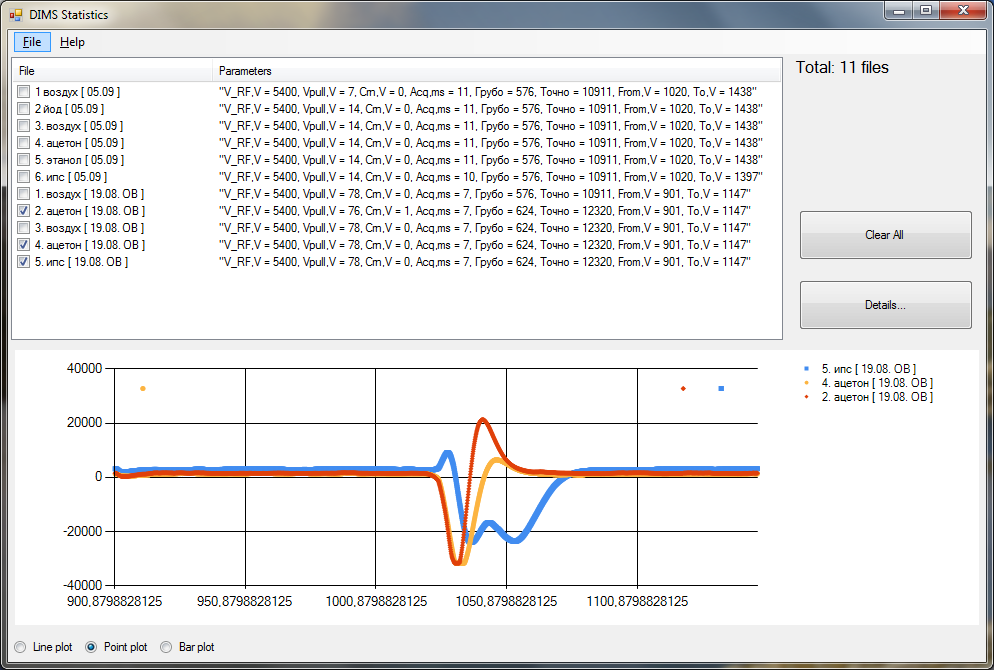 DIMS Statistics
File Help
File Parameters
Total: 11 files
1 воздух [ 05.09 ] "V_RF,V = 5400, Vpull,V = 7, Cm,V = 0, Acq,ms = 11, Грубо = 576, Точно = 10911, From,V = 1020, To,V = 1438"
2 йод [ 05.09 ] "V_RF,V = 5400, Vpull,V = 14, Cm,V = 0, Acq,ms = 11, Грубо = 576, Точно = 10911, From,V = 1020, To,V = 1438"
3. воздух [ 05.09 ] "V_RF,V = 5400, Vpull,V = 14, Cm,V = 0, Acq,ms = 11, Грубо = 576, Точно = 10911, From,V = 1020, To,V = 1438"
4. ацетон [ 05.09 ] "V_RF,V = 5400, Vpull,V = 14, Cm,V = 0, Acq,ms = 11, Грубо = 576, Точно = 10911, From,V = 1020, To,V = 1438"
5. этанол [ 05.09 ] "V_RF,V = 5400, Vpull,V = 14, Cm,V = 0, Acq,ms = 11, Грубо = 576, Точно = 10911, From,V = 1020, To,V = 1438"
6. ипс [ 05.09 ] "V_RF,V = 5400, Vpull,V = 14, Cm,V = 0, Acq,ms = 10, Грубо = 576, Точно = 10911, From,V = 1020, To,V = 1397"
1. воздух [ 19.08. ОВ ] "V_RF,V = 5400, Vpull,V = 78, Cm,V = 0, Acq,ms = 7, Грубо = 576, Точно = 10911, From,V = 901, To,V = 1147"
2. ацетон [ 19.08. ОВ ] "V_RF,V = 5400, Vpull,V = 76, Cm,V = 1, Acq,ms = 7, Грубо = 624, Точно = 12320, From,V = 901, To,V = 1147"
3. воздух [ 19.08. ОВ ] "V_RF,V = 5400, Vpull,V = 78, Cm,V = 0, Acq,ms = 7, Грубо = 624, Точно = 12320, From,V = 901, To,V = 1147"
4. ацетон [ 19.08. ОВ ] "V_RF,V = 5400, Vpull,V = 78, Cm,V = 0, Acq,ms = 7, Грубо = 624, Точно = 12320, From,V = 901, To,V = 1147"
5. ипс [ 19.08. ОВ ] "V_RF,V = 5400, Vpull,V = 78, Cm,V = 0, Acq,ms = 7, Грубо = 624, Точно = 12320, From,V = 901, To,V = 1147"
Clear All
Details...
40000
20000
0
-20000
-40000
900,8798828125 950,8798828125 1000,8798828125 1050,8798828125 1100,8798828125
5. ипс [ 19.08. ОВ ]
4. ацетон [ 19.08. ОВ ]
2. ацетон [ 19.08. ОВ ]
Line plot Point plot Bar plot